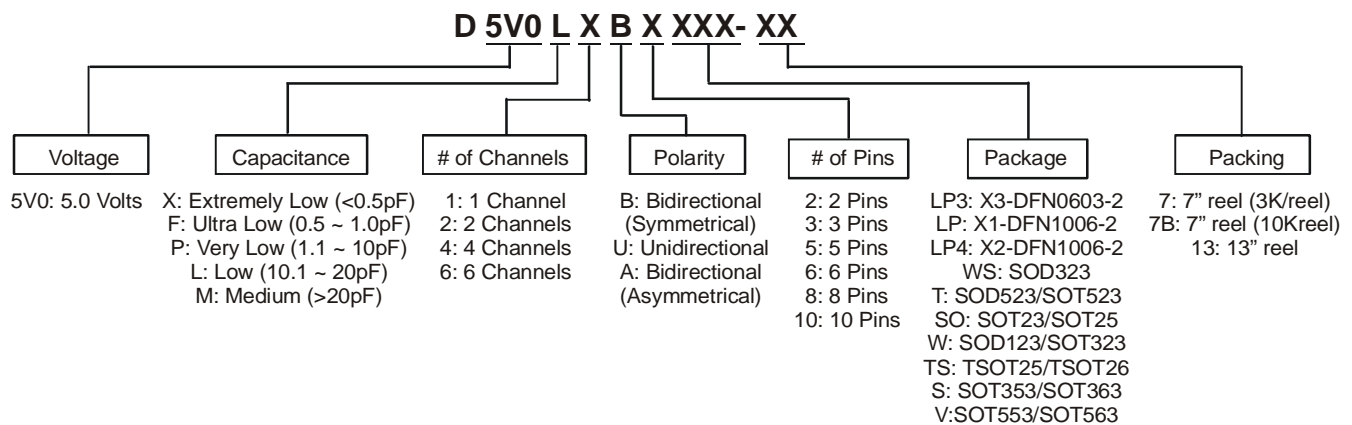 D 5V0 L X B X XXX- XX
Voltage
5V0: 5.0 Volts
Capacitance
X: Extremely Low (<0.5pF)
F: Ultra Low (0.5 ~ 1.0pF)
P: Very Low (1.1 ~ 10pF)
L: Low (10.1 ~ 20pF)
M: Medium (>20pF)
# of Channels
1: 1 Channel
2: 2 Channels
4: 4 Channels
6: 6 Channels
Polarity
B: Bidirectional
(Symmetrical)
U: Unidirectional
A: Bidirectional
(Asymmetrical)
# of Pins
2: 2 Pins
3: 3 Pins
5: 5 Pins
6: 6 Pins
8: 8 Pins
10: 10 Pins
Package
LP3: X3-DFN0603-2
LP: X1-DFN1006-2
LP4: X2-DFN1006-2
WS: SOD323
T: SOD523/SOT523
SO: SOT23/SOT25
W: SOD123/SOT323
TS: TSOT25/TSOT26
S: SOT353/SOT363
V:SOT553/SOT563
Packing
7: 7” reel (3K/reel)
7B: 7” reel (10Kreel)
13: 13” reel